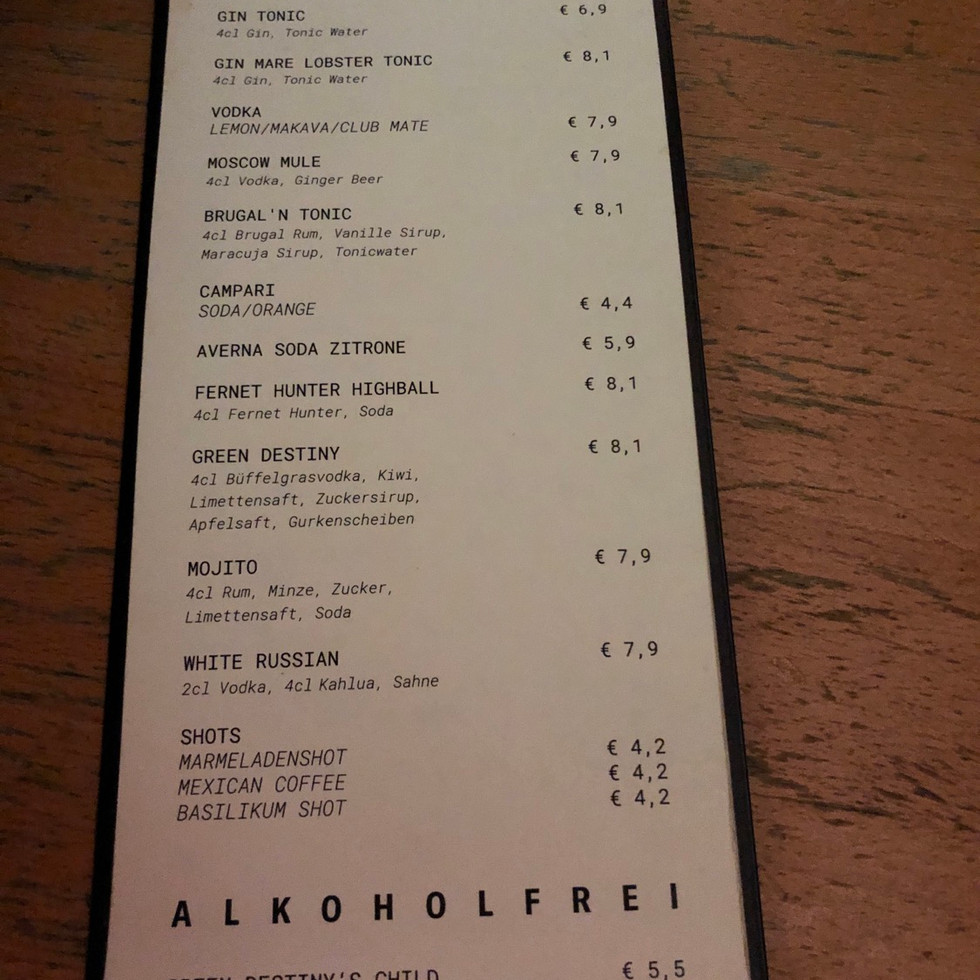 GIN TONIC € 6,9
4cl Gin, Tonic Water
GIN MARE LOBSTER TONIC € 8,1
4cl Gin, Tonic Water
VODKA
LEMON/MAKAVA/CLUB MATE € 7,9
MOSCOW MULE € 7,9
4cl Vodka, Ginger Beer
BRUGAL'N TONIC € 8,1
4cl Brugal Rum, Vanille Sirup,
Maracuja Sirup, Tonicwater
CAMPARI
SODA/ORANGE € 4,4
AVERNA SODA ZITRONE € 5,9
FERNET HUNTER HIGHBALL € 8,1
4cl Fernet Hunter, Soda
GREEN DESTINY € 8,1
4cl Büffelgrasvodka, Kiwi,
Limettensaft, Zuckersirup,
Apfelsaft, Gurkenscheiben
MOJITO € 7,9
4cl Rum, Minze, Zucker,
Limettensaft, Soda
WHITE RUSSIAN € 7,9
2cl Vodka, 4cl Kahlua, Sahne
SHOTS
MARMELADENSHOT € 4,2
MEXICAN COFFEE € 4,2
BASILIKUM SHOT € 4,2
ALKOHOLFREI
GREEN DESTINY'S CHILD € 5,5